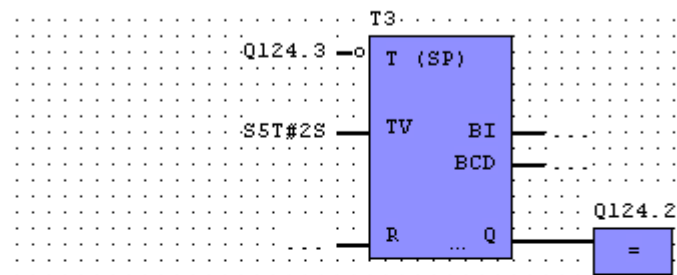 T3
Q124.3 T (SP)
S5T#2S TV BI ...
BCD ...
Q124.2
... R ... Q
=